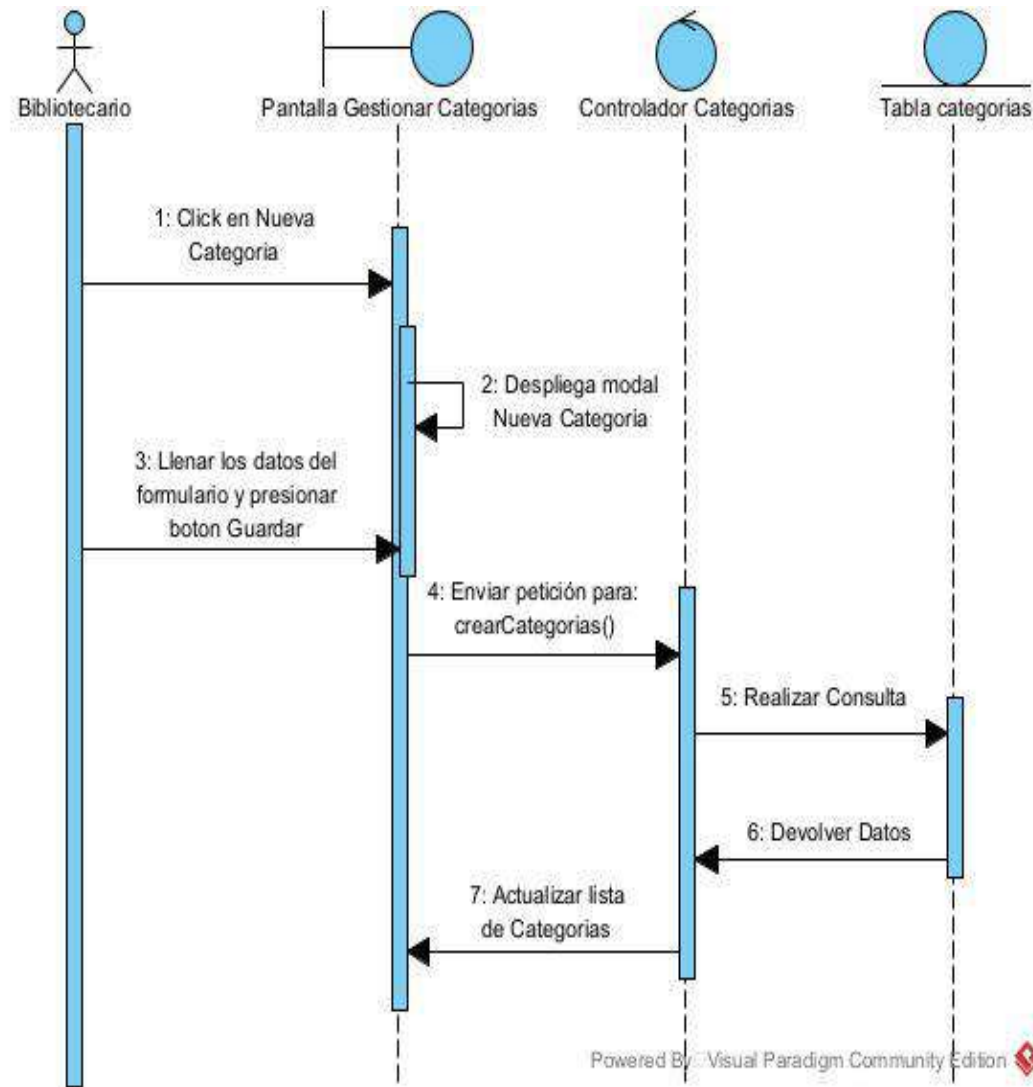 Bibliotecario
Pantalla Gestionar Categorias
Controlador Categorias
Tabla categorias
1: Click en Nueva
Categoria
2: Despliega modal
Nueva Categoria
3: Llenar los datos del
formulario y presionar
boton Guardar
4: Enviar petición para:
crearCategorias()
5: Realizar Consulta
6: Devolver Datos
7: Actualizar lista
de Categorias
Powered By Visual Paradigm Community Edition